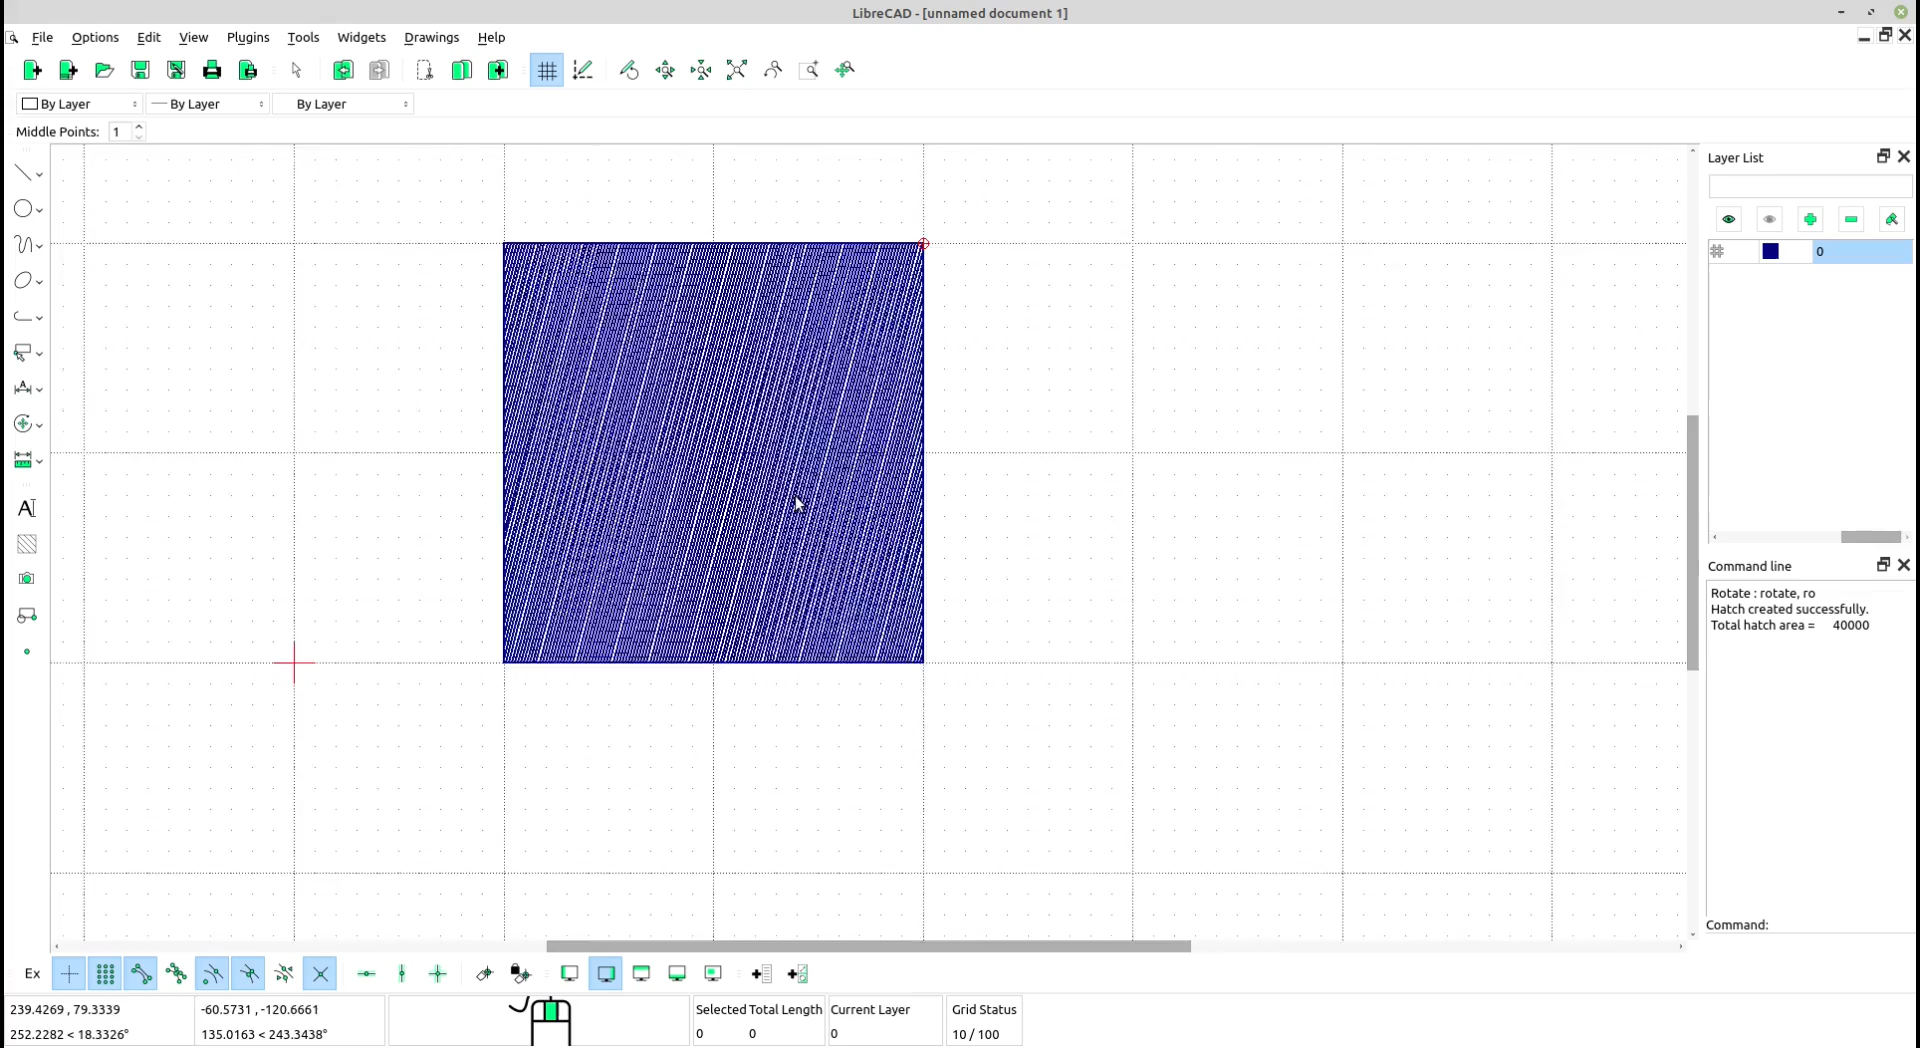 LibreCAD - [unnamed document 1]
File Options Edit View Plugins Tools Widgets Drawings Help
By Layer By Layer By Layer
Middle Points: 1
Layer List
0
Command line
Rotate : rotate, ro
Hatch created successfully.
Total hatch area = 40000
Command:
Ex
239.4269 , 79.3339 -60.5731 , -120.6661 Selected Total Length Current Layer Grid Status
252.2282 < 18.3326° 135.0163 < 243.3438° 0 0 0 10 / 100